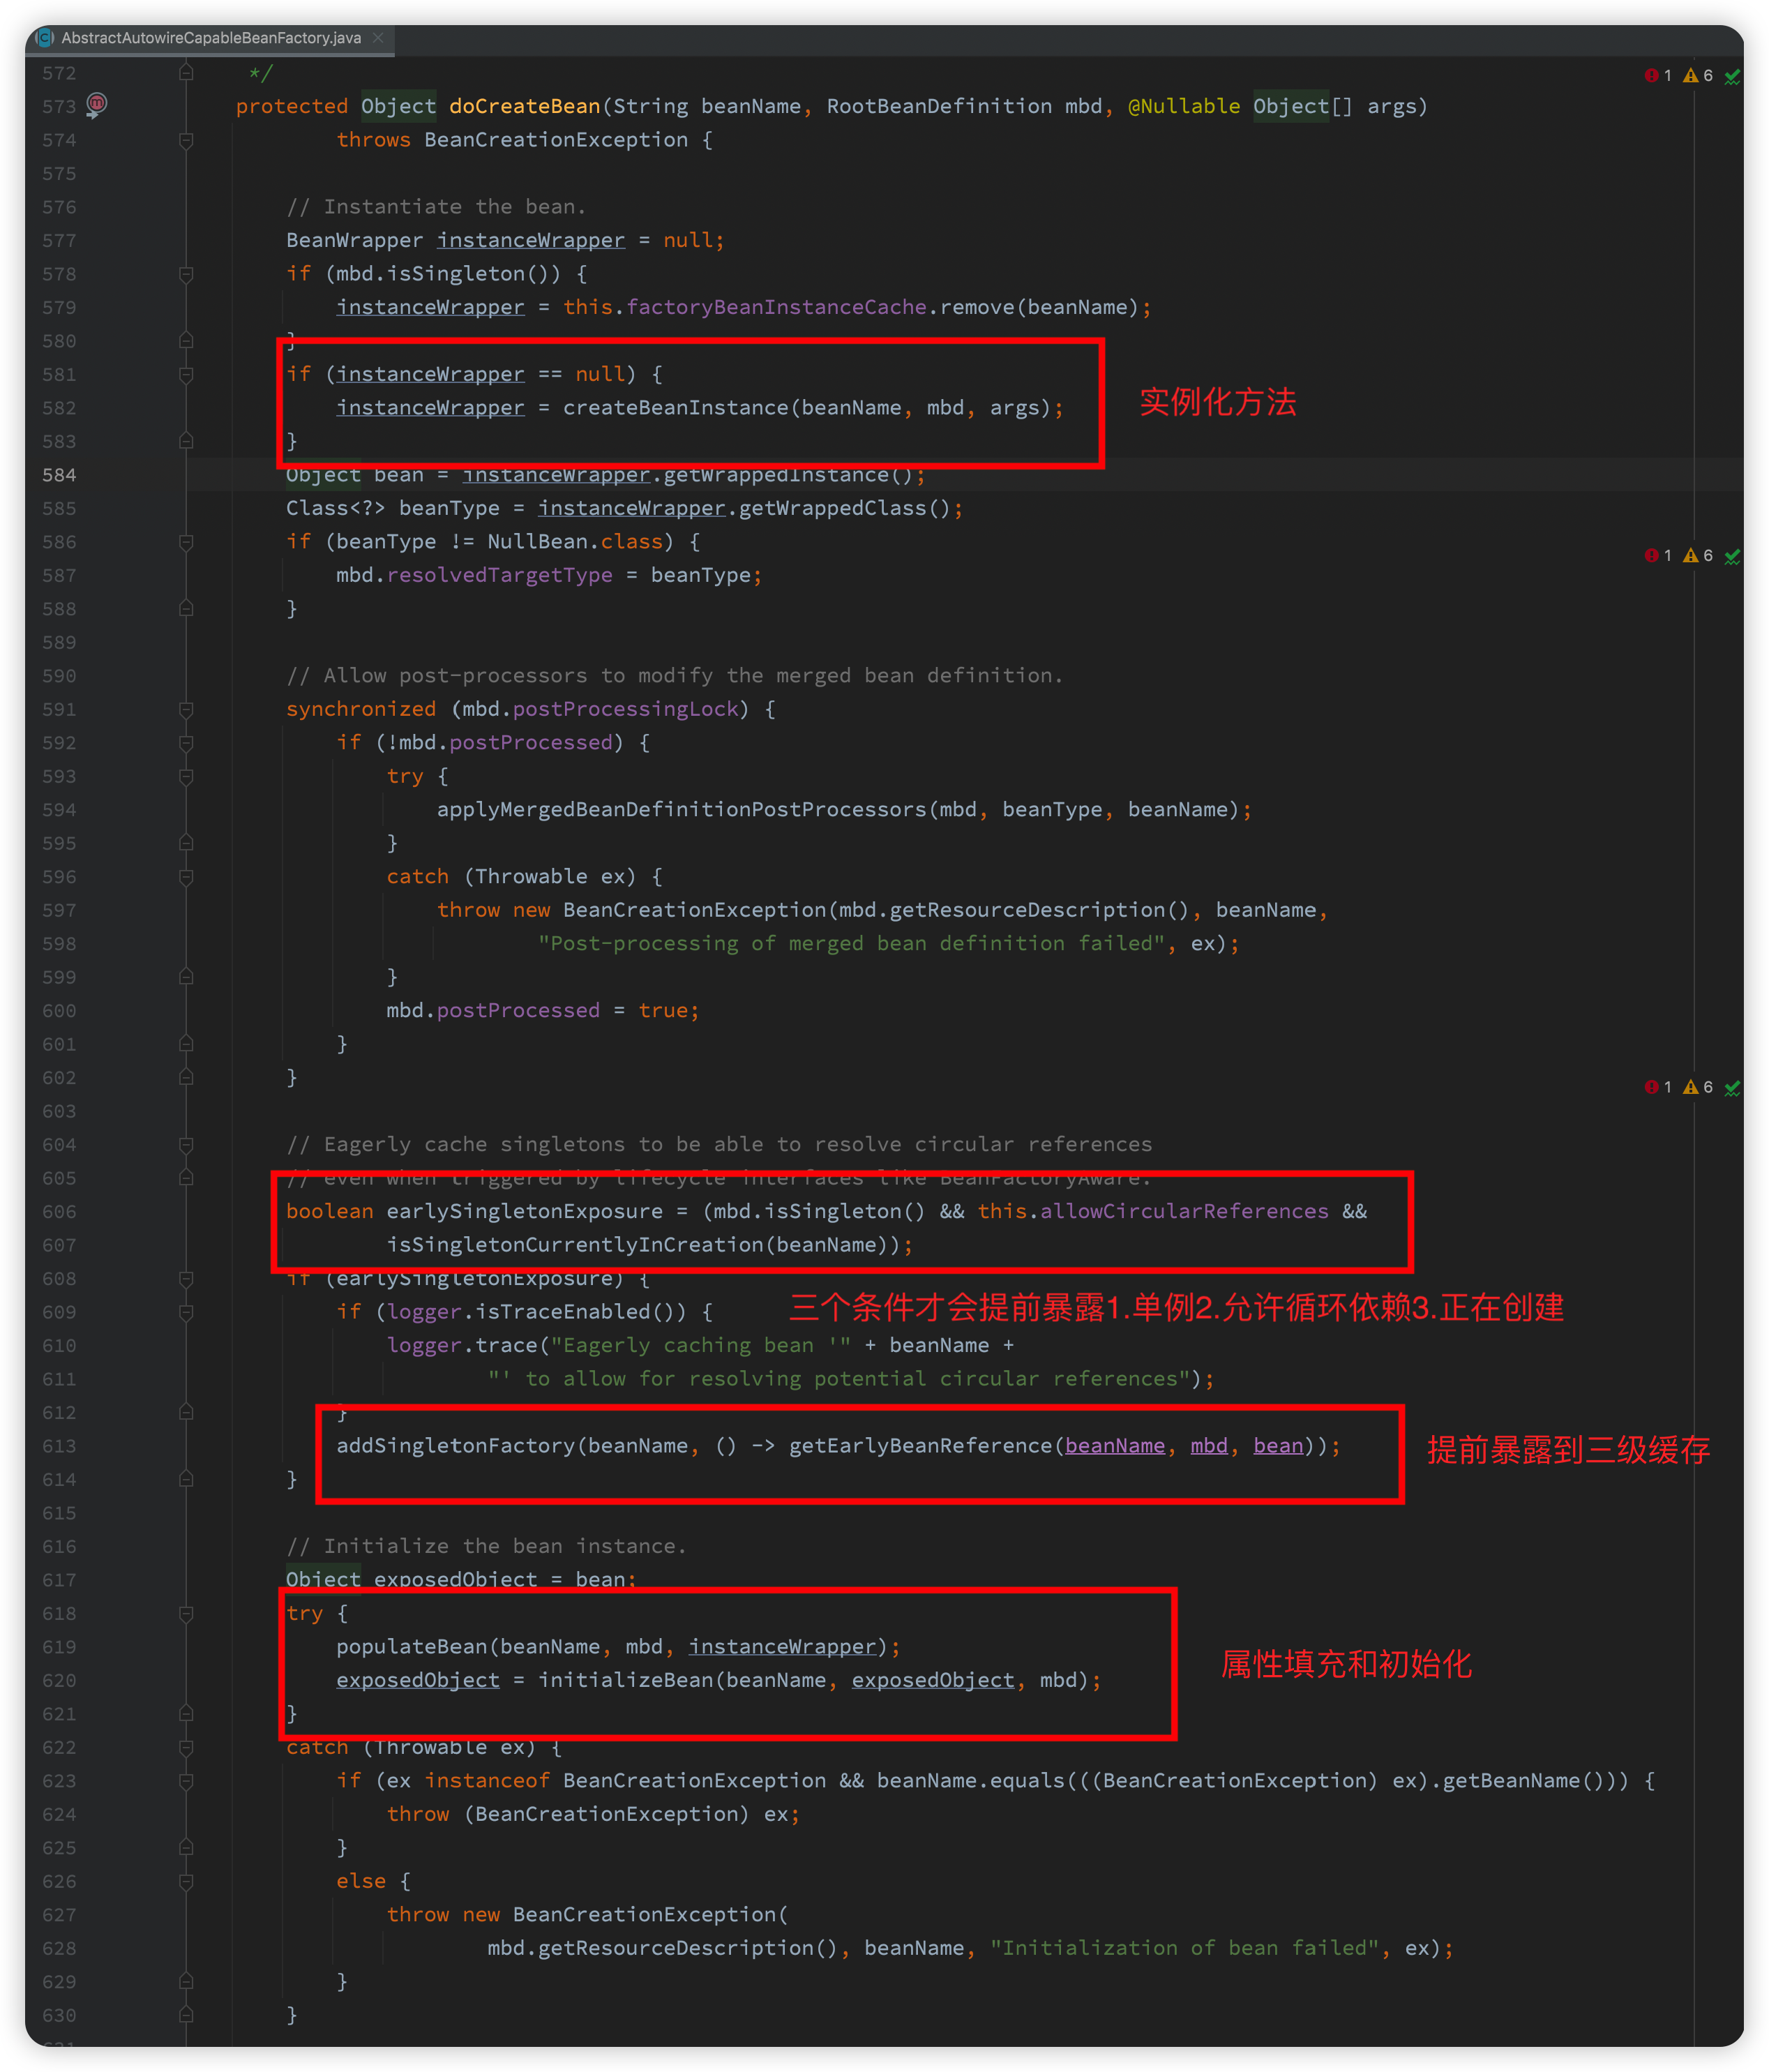 AbstractAutowireCapableBeanFactory.java
572 */
1 6
573 protected Object doCreateBean(String beanName, RootBeanDefinition mbd, @Nullable Object[] args)
574 throws BeanCreationException {
575
576 // Instantiate the bean.
577 BeanWrapper instanceWrapper = null;
578 if (mbd.isSingleton()) {
579 instanceWrapper = this.factoryBeanInstanceCache.remove(beanName);
580 }
581 if (instanceWrapper == null) {
582 instanceWrapper = createBeanInstance(beanName, mbd, args);
实例化方法
583 }
584 Object bean = instanceWrapper.getWrappedInstance();
585 Class<?> beanType = instanceWrapper.getWrappedClass();
586 if (beanType != NullBean.class) {
1 6
587 mbd.resolvedTargetType = beanType;
588 }
589
590 // Allow post-processors to modify the merged bean definition.
591 synchronized (mbd.postProcessingLock) {
592 if (!mbd.postProcessed) {
593 try {
594 applyMergedBeanDefinitionPostProcessors(mbd, beanType, beanName);
595 }
596 catch (Throwable ex) {
597 throw new BeanCreationException(mbd.getResourceDescription(), beanName,
598 "Post-processing of merged bean definition failed", ex);
599 }
600 mbd.postProcessed = true;
601 }
602 }
1 6
603
604 // Eagerly cache singletons to be able to resolve circular references
605 // even when triggered by lifecycle interfaces like BeanFactoryAware.
606 boolean earlySingletonExposure = (mbd.isSingleton() && this.allowCircularReferences &&
607 isSingletonCurrentlyInCreation(beanName));
608 if (earlySingletonExposure) {
609 if (logger.isTraceEnabled()) {
三个条件才会提前暴露1.单例2.允许循环依赖3.正在创建
610 logger.trace("Eagerly caching bean '" + beanName +
611 "' to allow for resolving potential circular references");
612 }
613 addSingletonFactory(beanName, () -> getEarlyBeanReference(beanName, mbd, bean));
提前暴露到三级缓存
614 }
615
616 // Initialize the bean instance.
617 Object exposedObject = bean;
618 try {
619 populateBean(beanName, mbd, instanceWrapper);
属性填充和初始化
620 exposedObject = initializeBean(beanName, exposedObject, mbd);
621 }
622 catch (Throwable ex) {
623 if (ex instanceof BeanCreationException && beanName.equals(((BeanCreationException) ex).getBeanName())) {
624 throw (BeanCreationException) ex;
625 }
626 else {
627 throw new BeanCreationException(
628 mbd.getResourceDescription(), beanName, "Initialization of bean failed", ex);
629 }
630 }